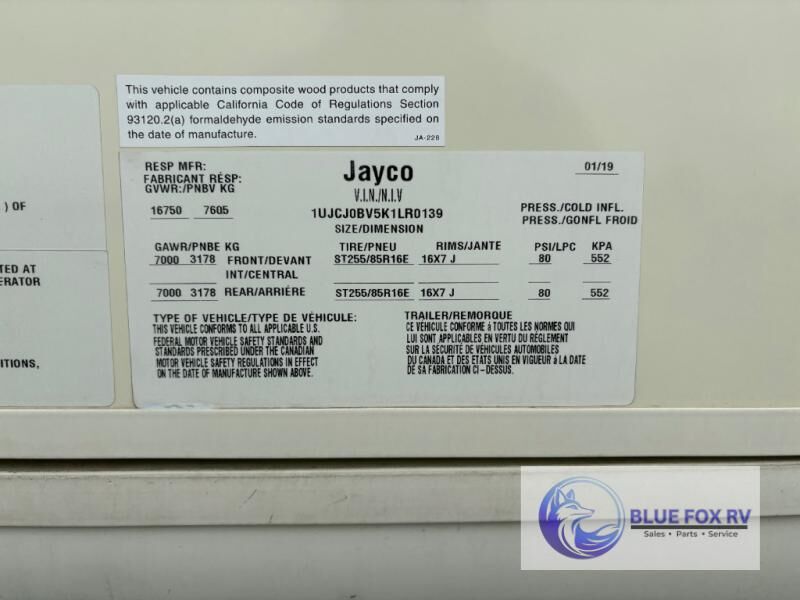 This vehicle contains composite wood products that comply
with applicable California Code of Regulations Section
93120.2(a) formaldehyde emission standards specified on
the date of manufacture.
JA-228
) OF
TED AT
ERATOR
ITIONS,
RESP MFR:
FABRICANT RÉSP:
GVWR:/PNBV KG
16750 7605
Jayco
V.I.N./N.I.V
1UJCJ0BV5K1LR0139
SIZE/DIMENSION
01/19
PRESS./COLD INFL.
PRESS./GONFL FROID
GAWR/PNBE KG TIRE/PNEU RIMS/JANTE PSI/LPC KPA
7000 3178 FRONT/DEVANT ST255/85R16E 16X7 J 80 552
INT/CENTRAL
7000 3178 REAR/ARRIÉRE ST255/85R16E 16X7 J 80 552
TYPE OF VEHICLE/TYPE DE VÉHICULE: TRAILER/REMORQUE
THIS VEHICLE CONFORMS TO ALL APPLICABLE U.S.
FEDERAL MOTOR VEHICLE SAFETY STANDARDS AND
STANDARDS PRESCRIBED UNDER THE CANADIAN
MOTOR VEHICLE SAFETY REGULATIONS IN EFFECT
ON THE DATE OF MANUFACTURE SHOWN ABOVE.
CE VÉHICULE CONFORME à TOUTES LES NORMES QUI
LUI SONT APPLICABLES EN VERTU DU RÉGLEMENT
SUR LA SÉCURITÉ DE VÉHICULES AUTOMOBILES
DU CANADA ET DES ÉTATS UNIS EN VIGUEUR à LA DATE
DE SA FABRICATION CI-DESSUS.
BLUE FOX RV
Sales • Parts • Service